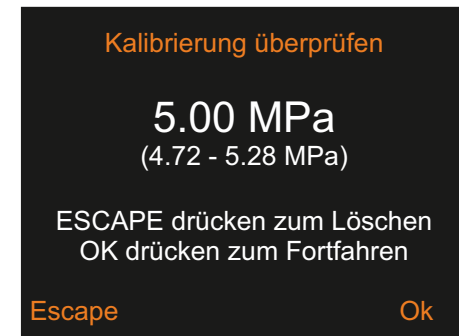 Kalibrierung überprüfen
5.00 MPa
(4.72 - 5.28 MPa)
ESCAPE drücken zum Löschen
OK drücken zum Fortfahren
Escape Ok